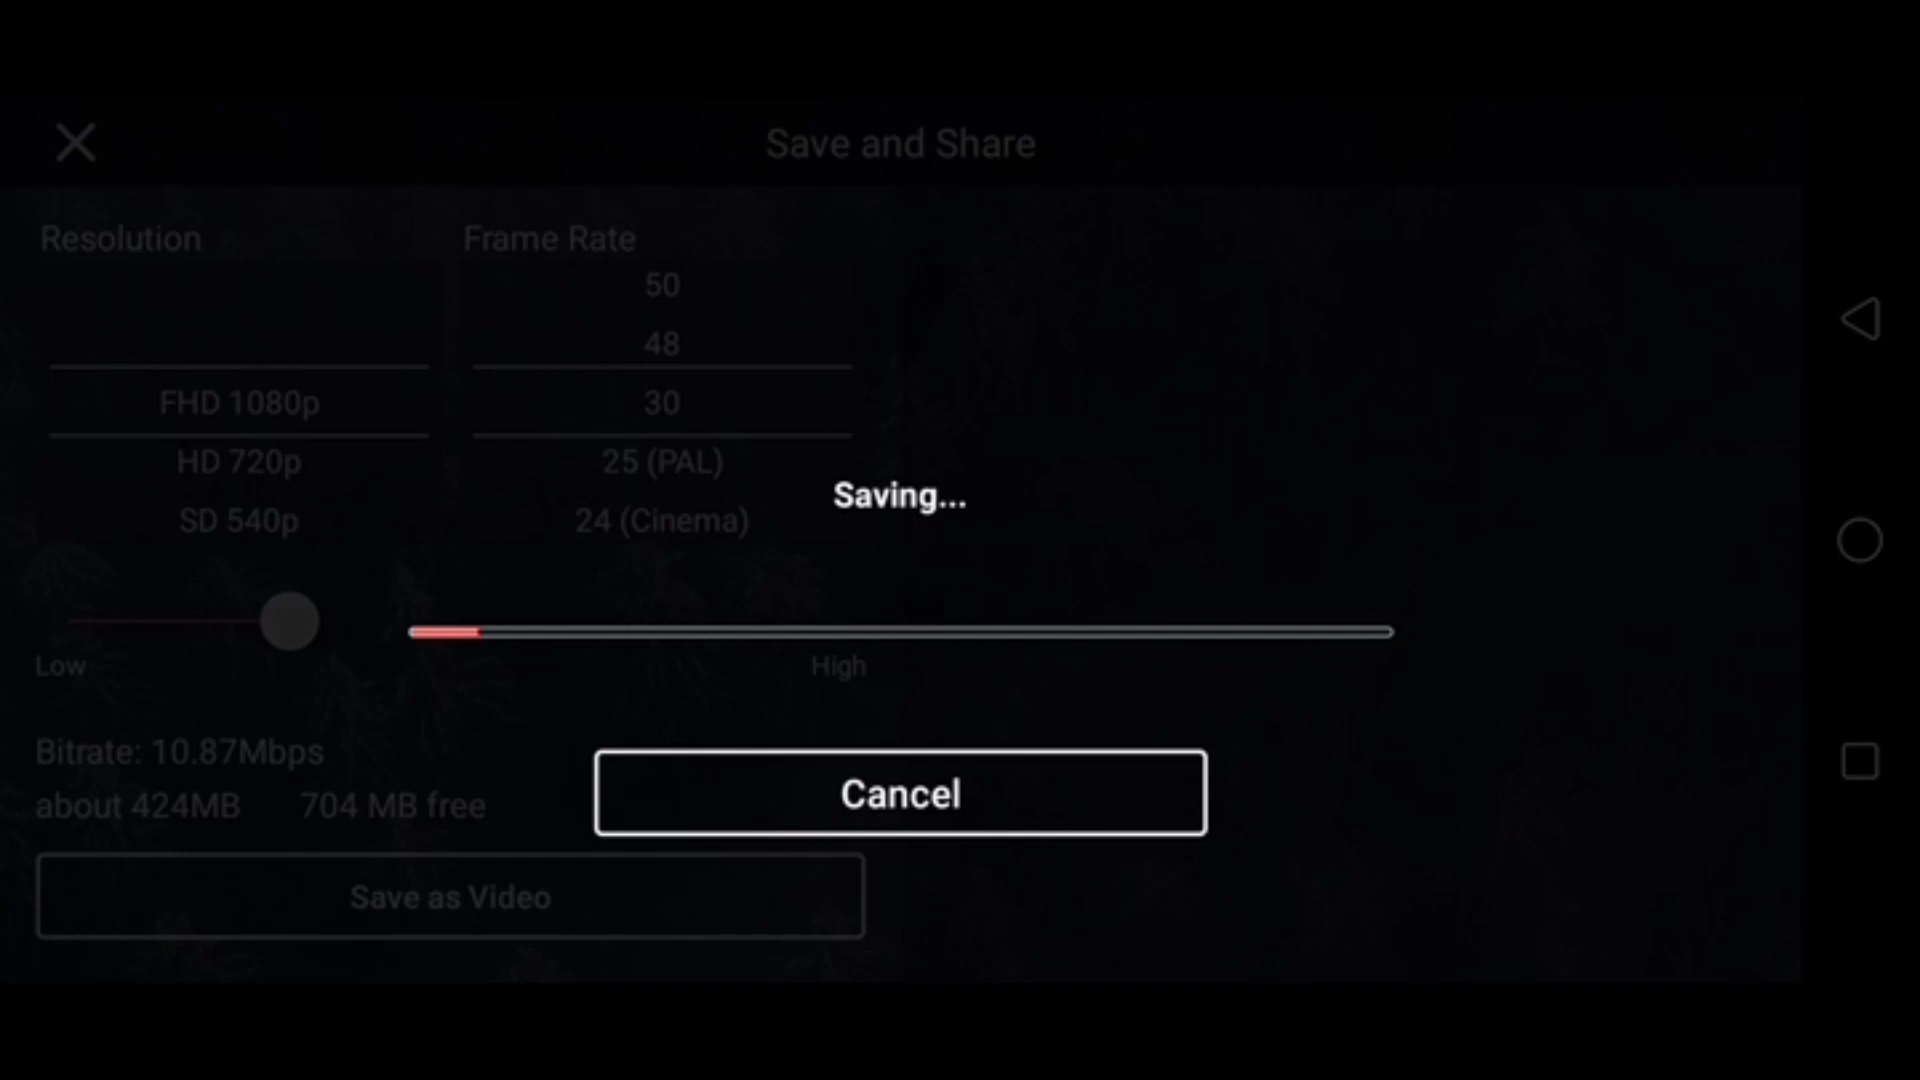 Save and Share
Resolution
Frame Rate
50
48
FHD 1080p
30
HD 720p
25 (PAL)
Saving...
SD 540p
24 (Cinema)
Low
High
Bitrate: 10.87Mbps
about 424MB 704 MB free
Cancel
Save as Video